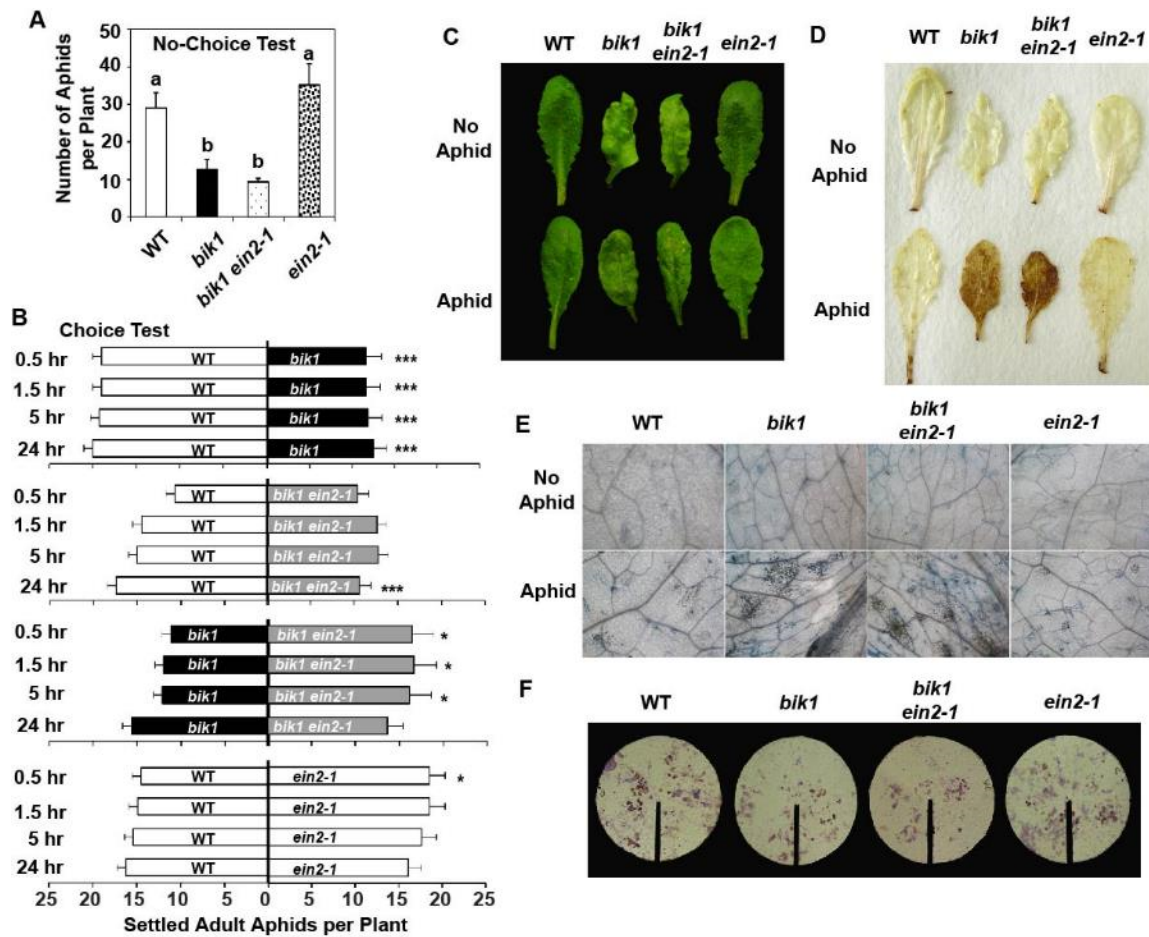 A
No-Choice Test
Number of Aphids
per Plant
50
40
30
20
10
0
a
b
b
a
WT
bik1
bik1 ein2-1
ein2-1
B
Choice Test
0.5 hr WT bik1 ***
1.5 hr WT bik1 ***
5 hr WT bik1 ***
24 hr WT bik1 ***
0.5 hr WT bik1 ein2-1
1.5 hr WT bik1 ein2-1
5 hr WT bik1 ein2-1
24 hr WT bik1 ein2-1 ***
0.5 hr bik1 bik1 ein2-1 *
1.5 hr bik1 bik1 ein2-1 *
5 hr bik1 bik1 ein2-1 *
24 hr bik1 bik1 ein2-1
0.5 hr WT ein2-1 *
1.5 hr WT ein2-1
5 hr WT ein2-1
24 hr WT ein2-1
25 20 15 10 5 0 5 10 15 20 25
Settled Adult Aphids per Plant
C
WT bik1 bik1 ein2-1
ein2-1
No
Aphid
Aphid
D
WT bik1 bik1 ein2-1
ein2-1
No
Aphid
Aphid
E
WT bik1 bik1 ein2-1
ein2-1
No
Aphid
Aphid
F
WT bik1 bik1 ein2-1
ein2-1